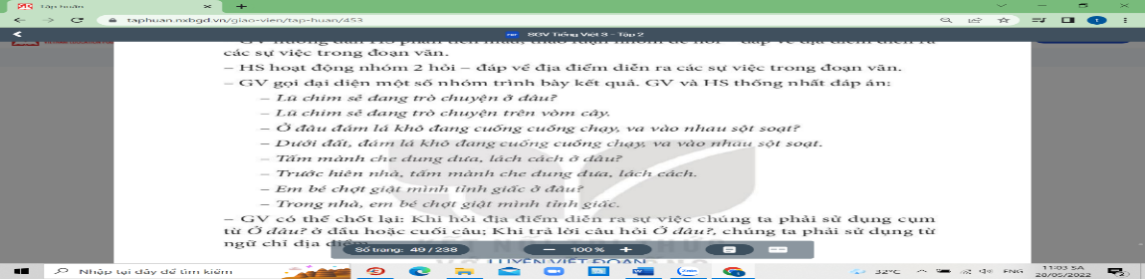 Tập huấn
taphuan.nxbgd.vn/giao-vien/tap-huan/453
SGV Tiếng Việt 3 - Tập 2
các sự việc trong đoạn văn.
– HS hoạt động nhóm 2 hỏi – đáp về địa điểm diễn ra các sự việc trong đoạn văn.
– GV gọi đại diện một số nhóm trình bày kết quả. GV và HS thống nhất đáp án:
– Lũ chim sẻ đang trò chuyện ở đâu?
– Lũ chim sẻ đang trò chuyện trên vòm cây.
– Ở đâu đám lá khô đang cuống cuồng chạy, va vào nhau sột soạt?
– Dưới đất, đám lá khô đang cuống cuồng chạy, va vào nhau sột soạt.
– Tấm mành che đung đưa, lách cách ở đâu?
– Trước hiên nhà, tấm mành che đung đưa, lách cách.
– Em bé chợt giật mình tỉnh giấc ở đâu?
– Trong nhà, em bé chợt giật mình tỉnh giấc.
– GV có thể chốt lại: Khi hỏi địa điểm diễn ra sự việc chúng ta phải sử dụng cụm
từ Ở đâu? ở đầu hoặc cuối câu; Khi trả lời câu hỏi Ở đâu?, chúng ta phải sử dụng từ
ngữ chỉ địa
Số trang: 49 / 238
100 %
LUYỆN VIẾT ĐOẠN
Nhập tại đây để tìm kiếm
32°C
ENG
11:03 SA
28/05/2022